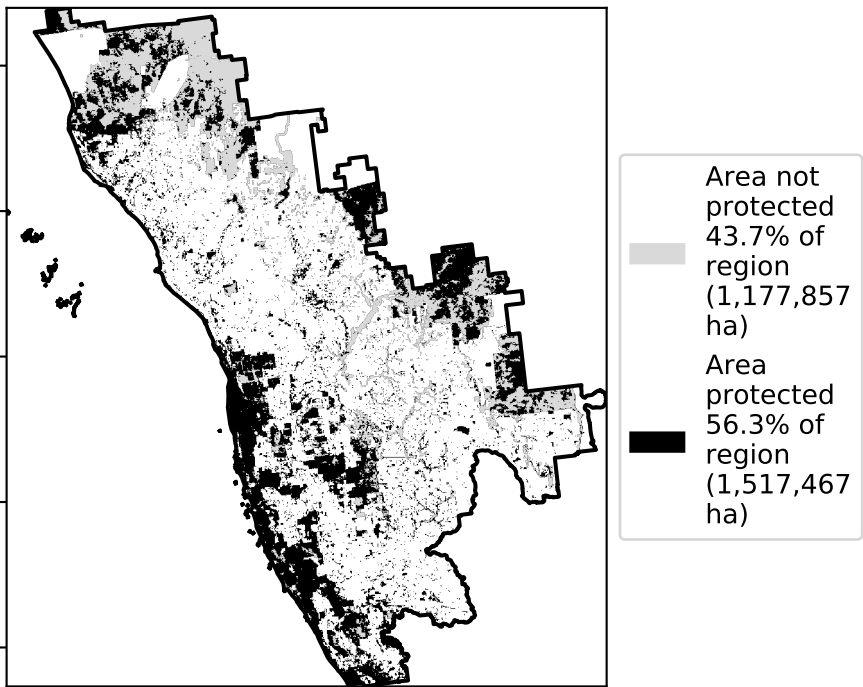 Area not
protected
43.7% of
region
(1,177,857
ha)
Area
protected
56.3% of
region
(1,517,467
ha)